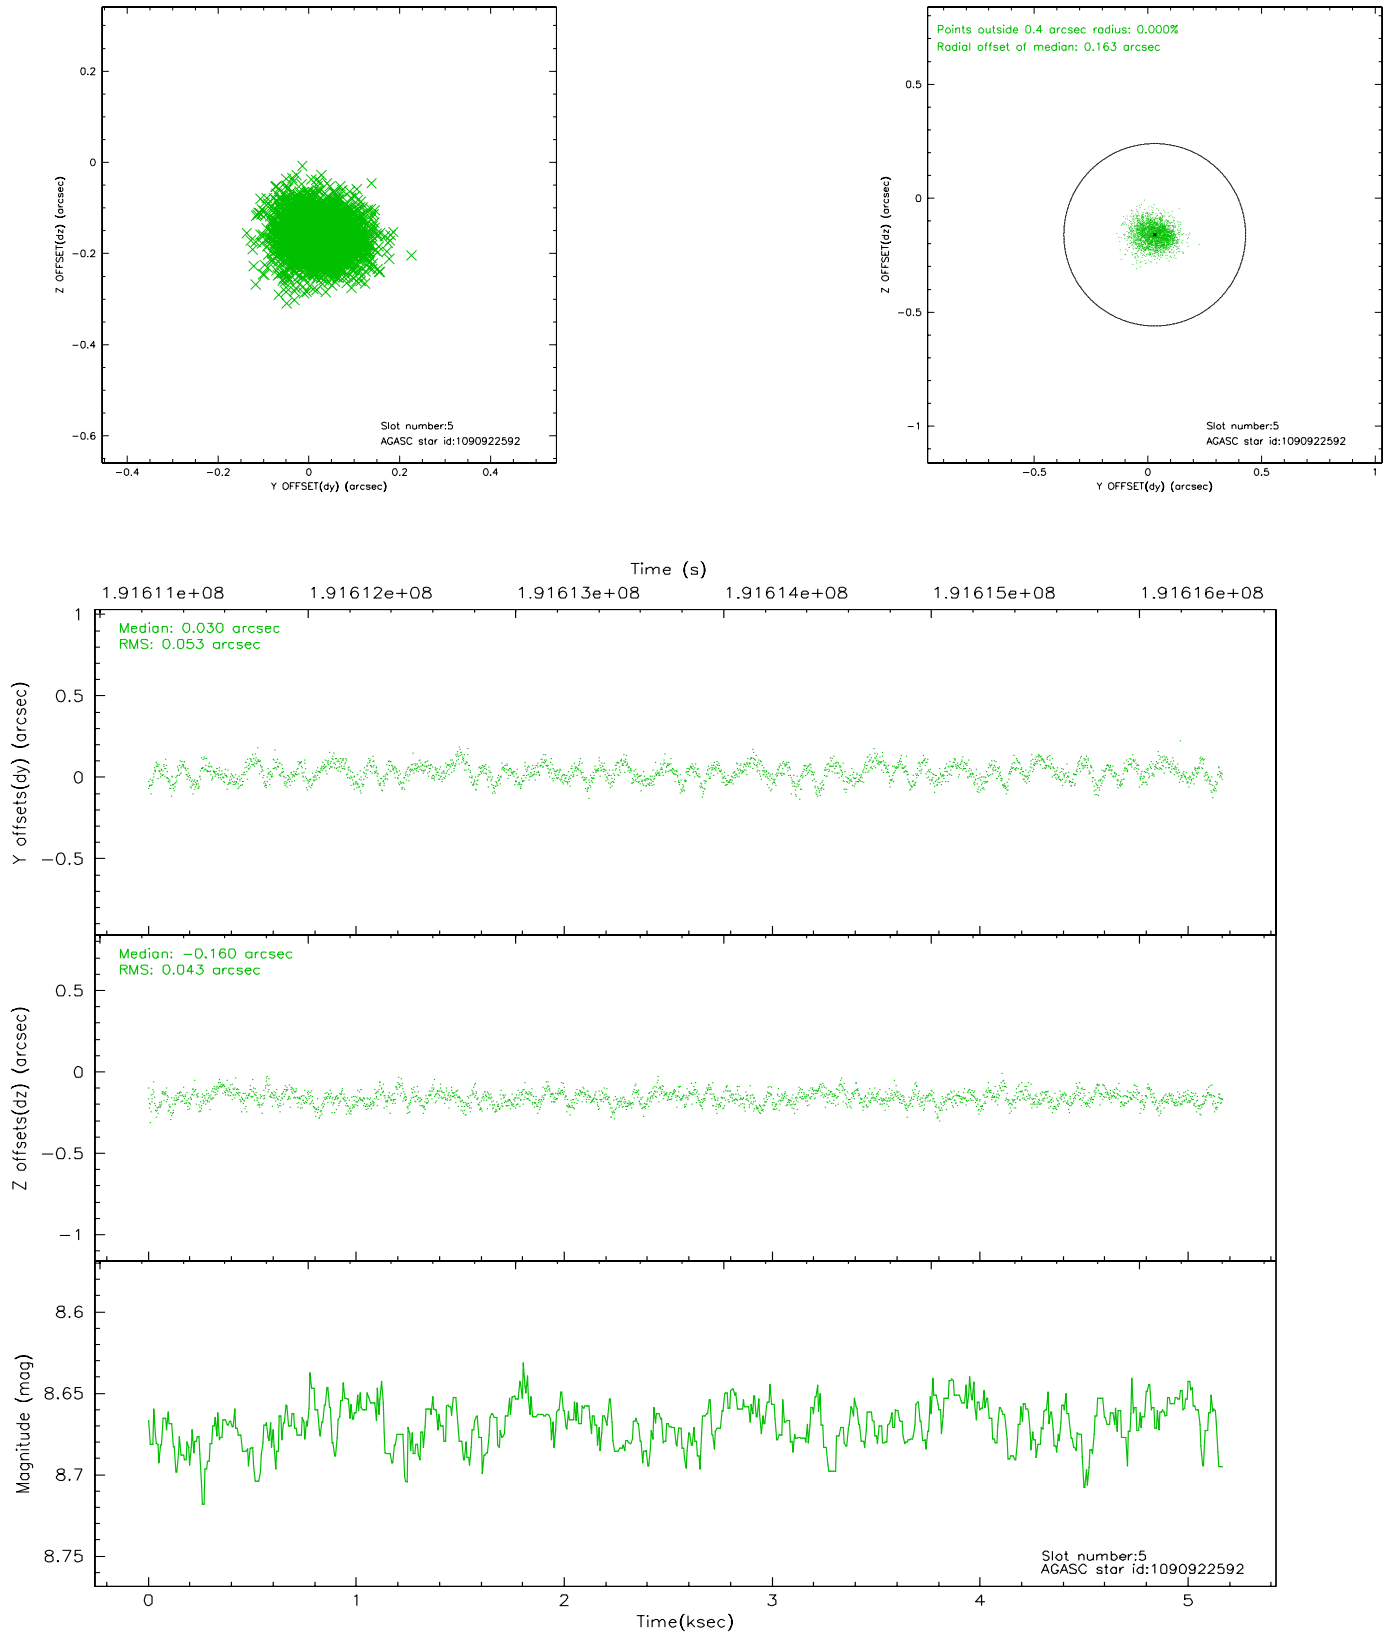 0.2
0
−0.2
−0.4
−0.6
Z OFFSET(dz) (arcsec)
−0.4 −0.2 0 0.2 0.4
Y OFFSET(dy) (arcsec)
Slot number:5
AGASC star id:1090922592
Points outside 0.4 arcsec radius: 0.000%
Radial offset of median: 0.163 arcsec
0.5
0
−0.5
−1
Z OFFSET(dz) (arcsec)
−0.5 0 0.5 1
Y OFFSET(dy) (arcsec)
Slot number:5
AGASC star id:1090922592
Time (s)
1.91611e+08 1.91612e+08 1.91613e+08 1.91614e+08 1.91615e+08 1.91616e+08
Median: 0.030 arcsec
RMS: 0.053 arcsec
1
0.5
0
−0.5
Y offsets(dy) (arcsec)
Median: −0.160 arcsec
RMS: 0.043 arcsec
0.5
0
−0.5
−1
Z offsets(dz) (arcsec)
8.6
8.65
8.7
8.75
Magnitude (mag)
Slot number:5
AGASC star id:1090922592
0 1 2 3 4 5
Time(ksec)